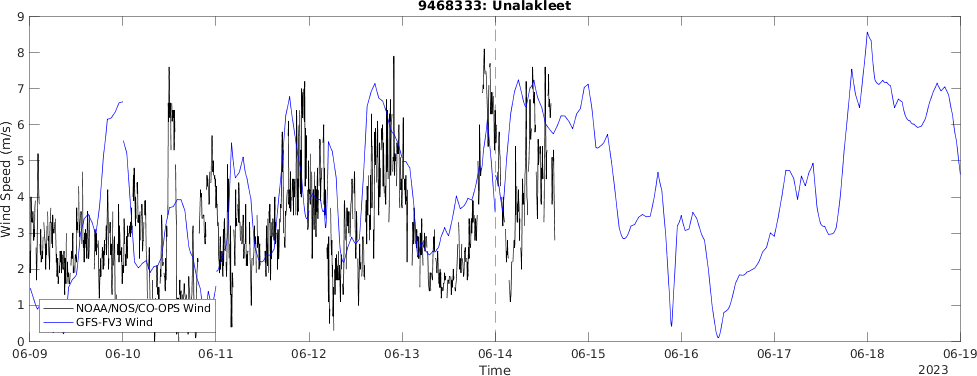 9468333: Unalakleet
Wind Speed (m/s)
9
8
7
6
5
4
3
2
1
0
NOAA/NOS/CO-OPS Wind
GFS-FV3 Wind
06-09 06-10 06-11 06-12 06-13 06-14 06-15 06-16 06-17 06-18 06-19
Time
2023